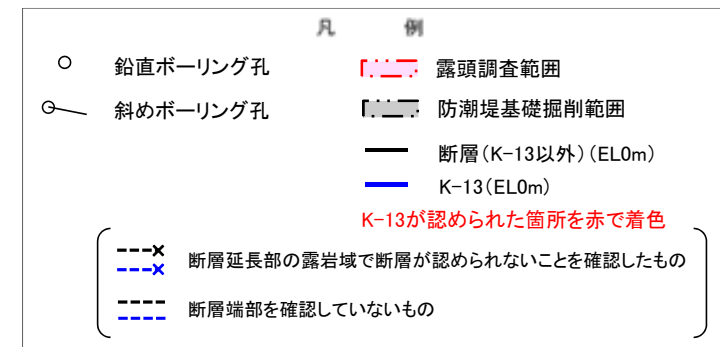 凡 例
鉛直ボーリング孔
露頭調査範囲
斜めボーリング孔
防潮堤基礎掘削範囲
断層(K-13以外)(EL0m)
K-13(EL0m)
K-13が認められた箇所を赤で着色
断層延長部の露岩域で断層が認められないことを確認したもの
断層端部を確認していないもの